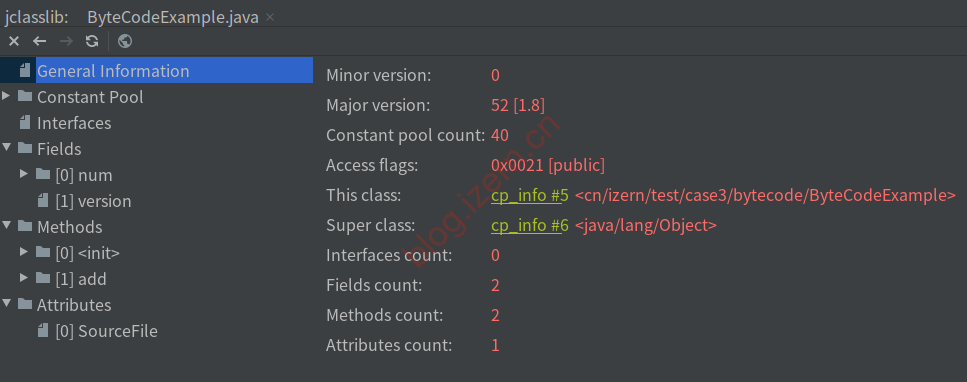 jclasslib: ByteCodeExample.java
General Information
Constant Pool
Interfaces
Fields
[0] num
[1] version
Methods
[0] <init>
[1] add
Attributes
[0] SourceFile
Minor version: 0
Major version: 52 [1.8]
Constant pool count: 40
Access flags: 0x0021 [public]
This class: cp_info #5 <cn/izern/test/case3/bytecode/ByteCodeExample>
Super class: cp_info #6 <java/lang/Object>
Interfaces count: 0
Fields count: 2
Methods count: 2
Attributes count: 1
blog.izern.cn